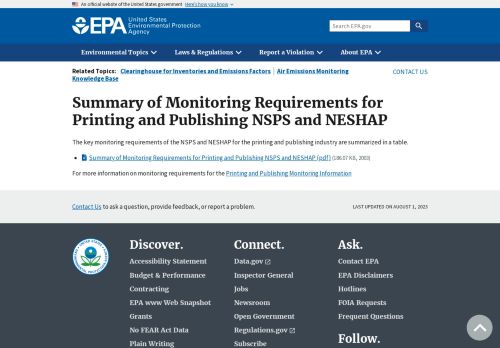 An official website of the United States government Here's how you know
EPA United States
Environmental Protection
Agency
Search EPA.gov
Environmental Topics Laws & Regulations Report a Violation About EPA
Related Topics: Clearinghouse for Inventories and Emissions Factors | Air Emissions Monitoring
Knowledge Base
CONTACT US
Summary of Monitoring Requirements for
Printing and Publishing NSPS and NESHAP
The key monitoring requirements of the NSPS and NESHAP for the printing and publishing industry are summarized in a table.
Summary of Monitoring Requirements for Printing and Publishing NSPS and NESHAP (pdf) (186.07 KB, 2003)
For more information on monitoring requirements for the Printing and Publishing Monitoring Information
Contact Us to ask a question, provide feedback, or report a problem.
LAST UPDATED ON AUGUST 1, 2023
Discover.
Accessibility Statement
Budget & Performance
Contracting
EPA www Web Snapshot
Grants
No FEAR Act Data
Plain Writing
Connect.
Data.gov
Inspector General
Jobs
Newsroom
Open Government
Regulations.gov
Subscribe
Ask.
Contact EPA
EPA Disclaimers
Hotlines
FOIA Requests
Frequent Questions
Follow.